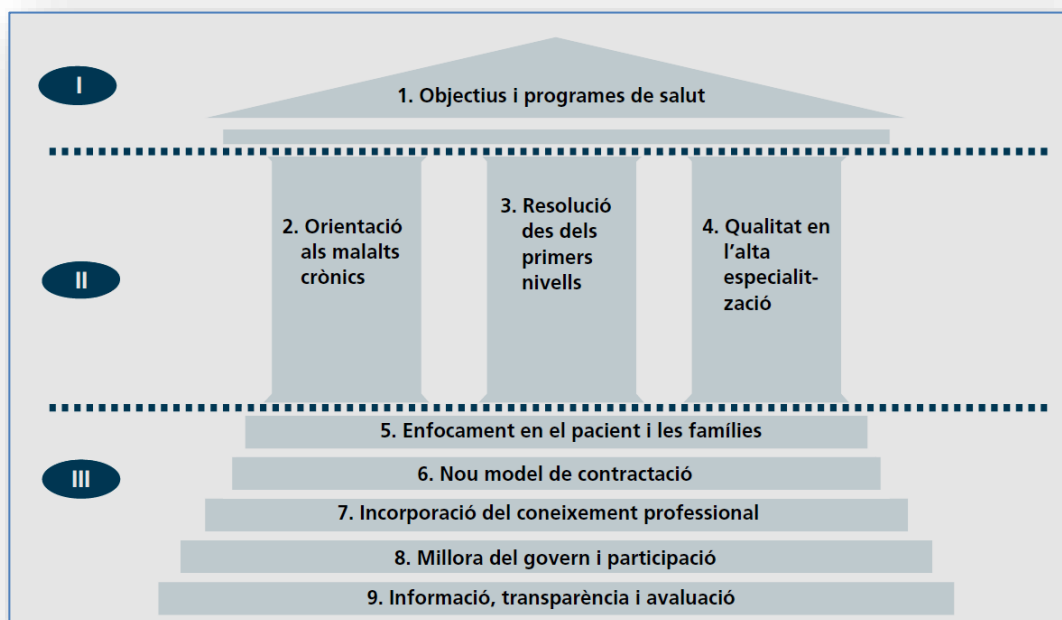 I
1. Objectius i programes de salut
II
2. Orientació
als malalts
crònics
3. Resolució
des dels
primers
nivells
4. Qualitat en
l'alta
especialit-
zació
III
5. Enfocament en el pacient i les famílies
6. Nou model de contractació
7. Incorporació del coneixement professional
8. Millora del govern i participació
9. Informació, transparència i avaluació